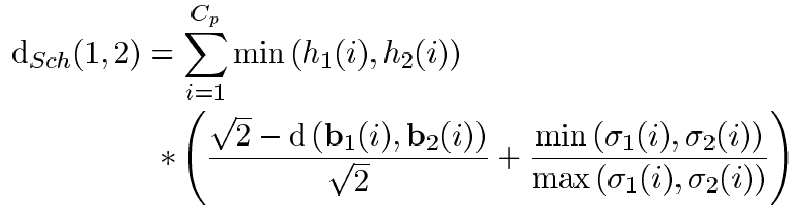 d_{Sch}(1, 2) = \sum_{i=1}^{C_p} \min (h_1(i), h_2(i))
* \left( \frac{\sqrt{2} - d (\mathbf{b}_1(i), \mathbf{b}_2(i))}{\sqrt{2}} + \frac{\min (\sigma_1(i), \sigma_2(i))}{\max (\sigma_1(i), \sigma_2(i))} \right)